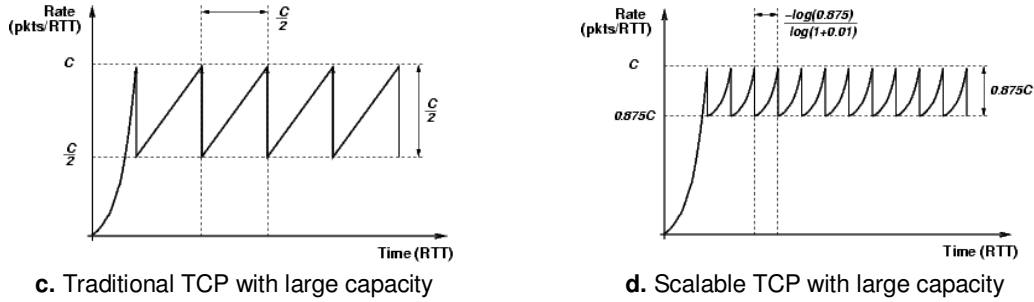 Rate
(pkts/RTT)
C
2
C
C
2
C
2
Time (RTT)
c. Traditional TCP with large capacity
Rate
(pkts/RTT)
-log(0.875)
log(1+0.01)
C
0.875C
0.875C
Time (RTT)
d. Scalable TCP with large capacity